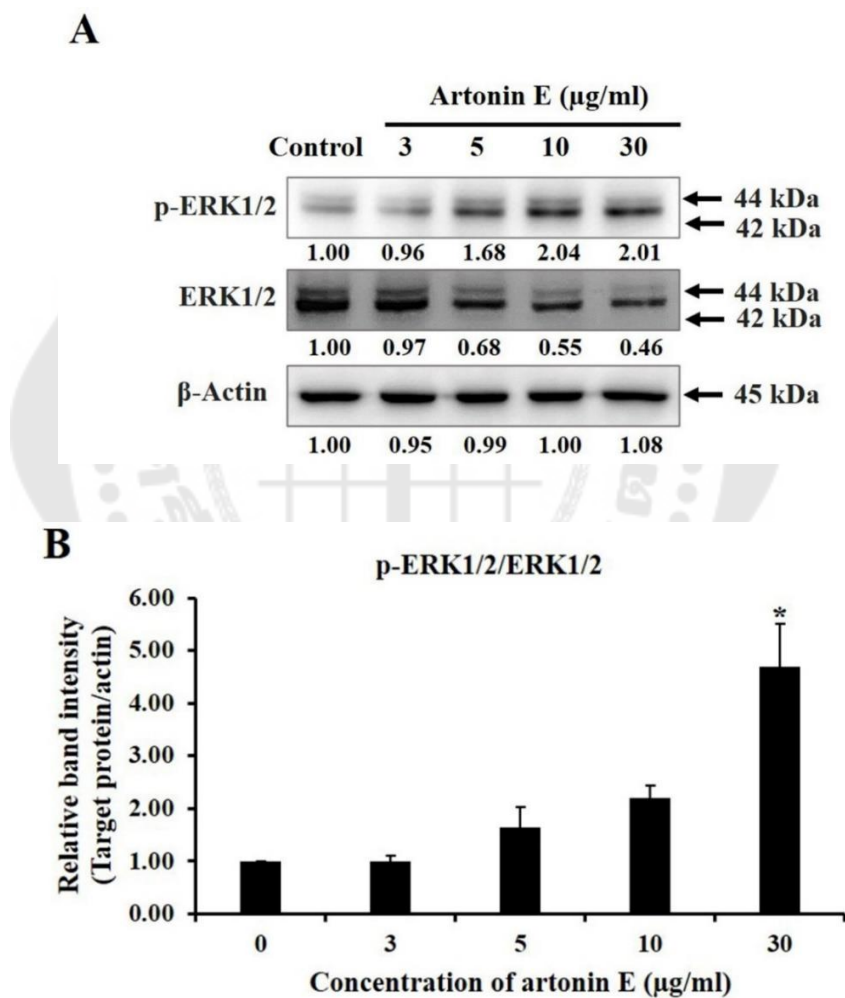 A
Artonin E (µg/ml)
Control 3 5 10 30
p-ERK1/2
44 kDa
42 kDa
1.00 0.96 1.68 2.04 2.01
ERK1/2
44 kDa
42 kDa
1.00 0.97 0.68 0.55 0.46
β-Actin
45 kDa
1.00 0.95 0.99 1.00 1.08
B
p-ERK1/2/ERK1/2
Relative band intensity
(Target protein/actin)
6.00
5.00
4.00
3.00
2.00
1.00
0.00
*
0 3 5 10 30
Concentration of artonin E (µg/ml)